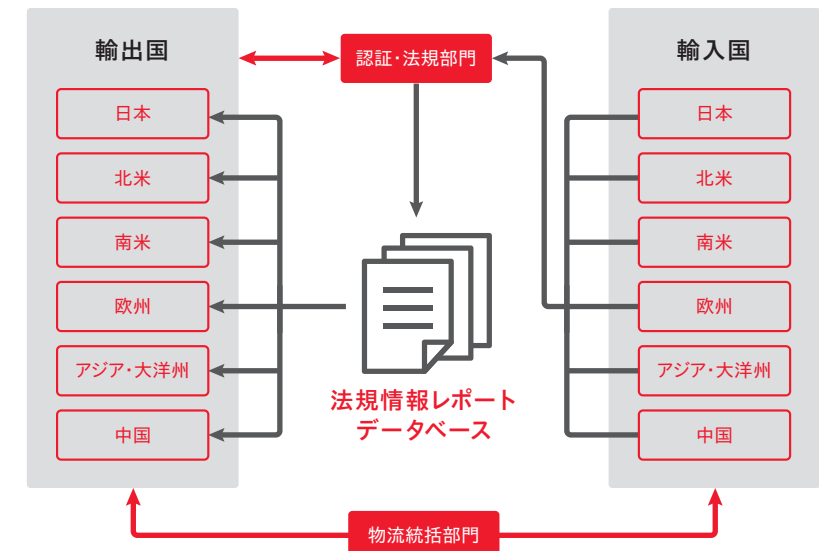 輸出国
認証・法規部門
輸入国
日本
北米
南米
欧州
アジア・大洋州
中国
法規情報レポート
データベース
日本
北米
南米
欧州
アジア・大洋州
中国
物流統括部門